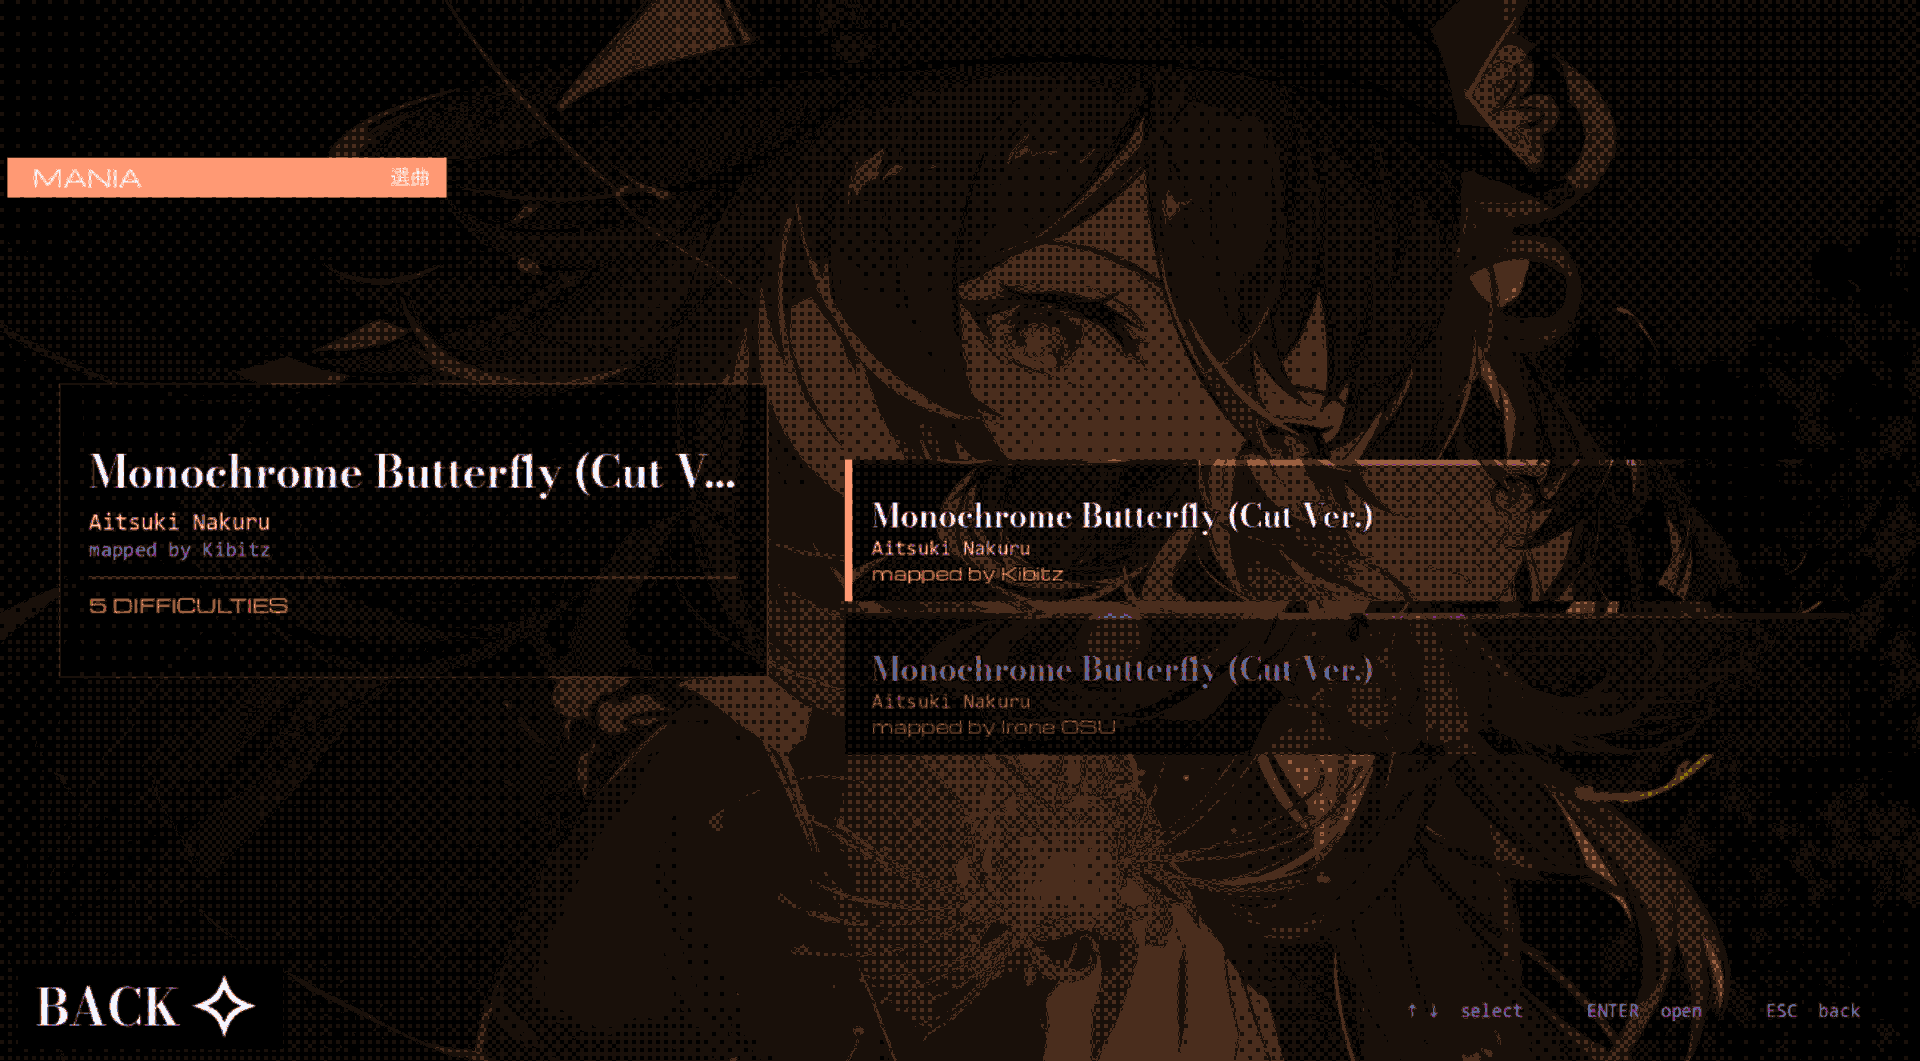 MANIA 選曲
Monochrome Butterfly (Cut V...
Aitsuki Nakuru
mapped by Kibitz
5 DIFFICULTIES
Monochrome Butterfly (Cut Ver.)
Aitsuki Nakuru
mapped by Kibitz
Monochrome Butterfly (Cut Ver.)
Aitsuki Nakuru
mapped by Irone OSU
BACK
↑ ↓ select ENTER open ESC back